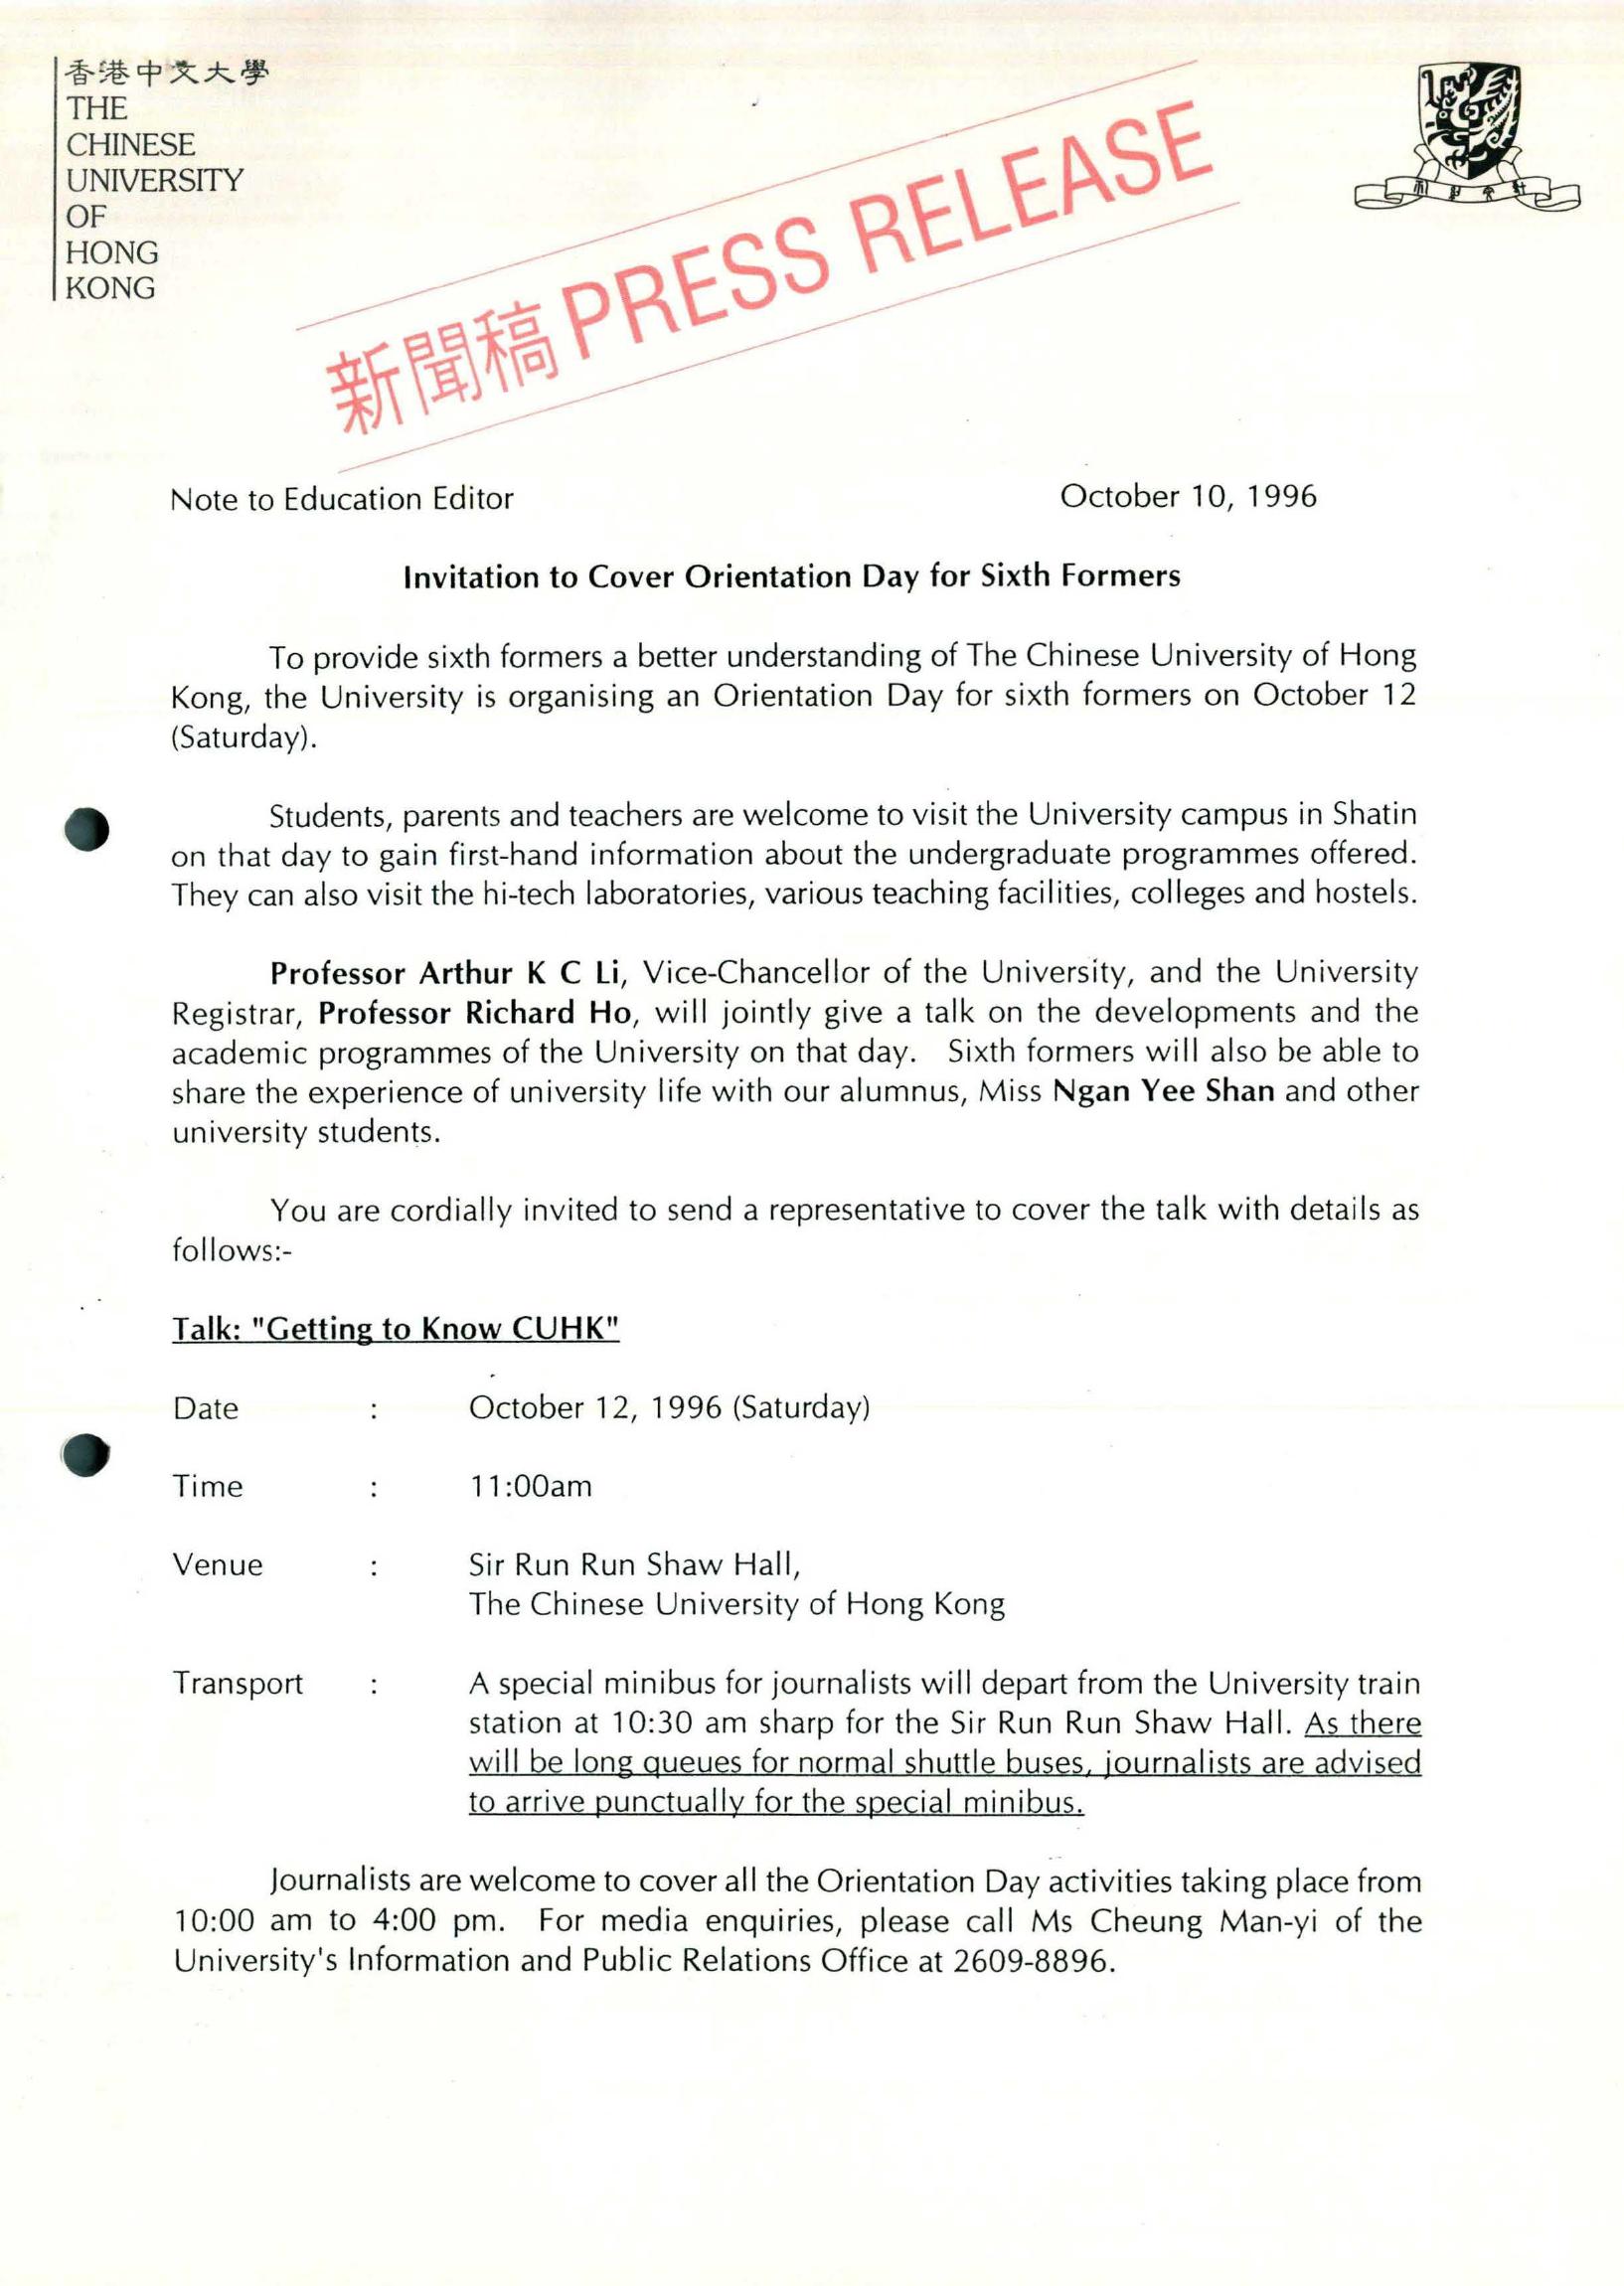 香港中文大學
THE
CHINESE
UNIVERSITY
OF
HONG
KONG
新聞稿 PRESS RELEASE
Note to Education Editor October 10, 1996
Invitation to Cover Orientation Day for Sixth Formers
To provide sixth formers a better understanding of The Chinese University of Hong
Kong, the University is organising an Orientation Day for sixth formers on October 12
(Saturday).
Students, parents and teachers are welcome to visit the University campus in Shatin
on that day to gain first-hand information about the undergraduate programmes offered.
They can also visit the hi-tech laboratories, various teaching facilities, colleges and hostels.
Professor Arthur K C Li, Vice-Chancellor of the University, and the University
Registrar, Professor Richard Ho, will jointly give a talk on the developments and the
academic programmes of the University on that day. Sixth formers will also be able to
share the experience of university life with our alumnus, Miss Ngan Yee Shan and other
university students.
You are cordially invited to send a representative to cover the talk with details as
follows:-
Talk: "Getting to Know CUHK"
Date : October 12, 1996 (Saturday)
Time : 11:00am
Venue : Sir Run Run Shaw Hall,
The Chinese University of Hong Kong
Transport : A special minibus for journalists will depart from the University train
station at 10:30 am sharp for the Sir Run Run Shaw Hall. As there
will be long queues for normal shuttle buses, journalists are advised
to arrive punctually for the special minibus.
Journalists are welcome to cover all the Orientation Day activities taking place from
10:00 am to 4:00 pm. For media enquiries, please call Ms Cheung Man-yi of the
University's Information and Public Relations Office at 2609-8896.